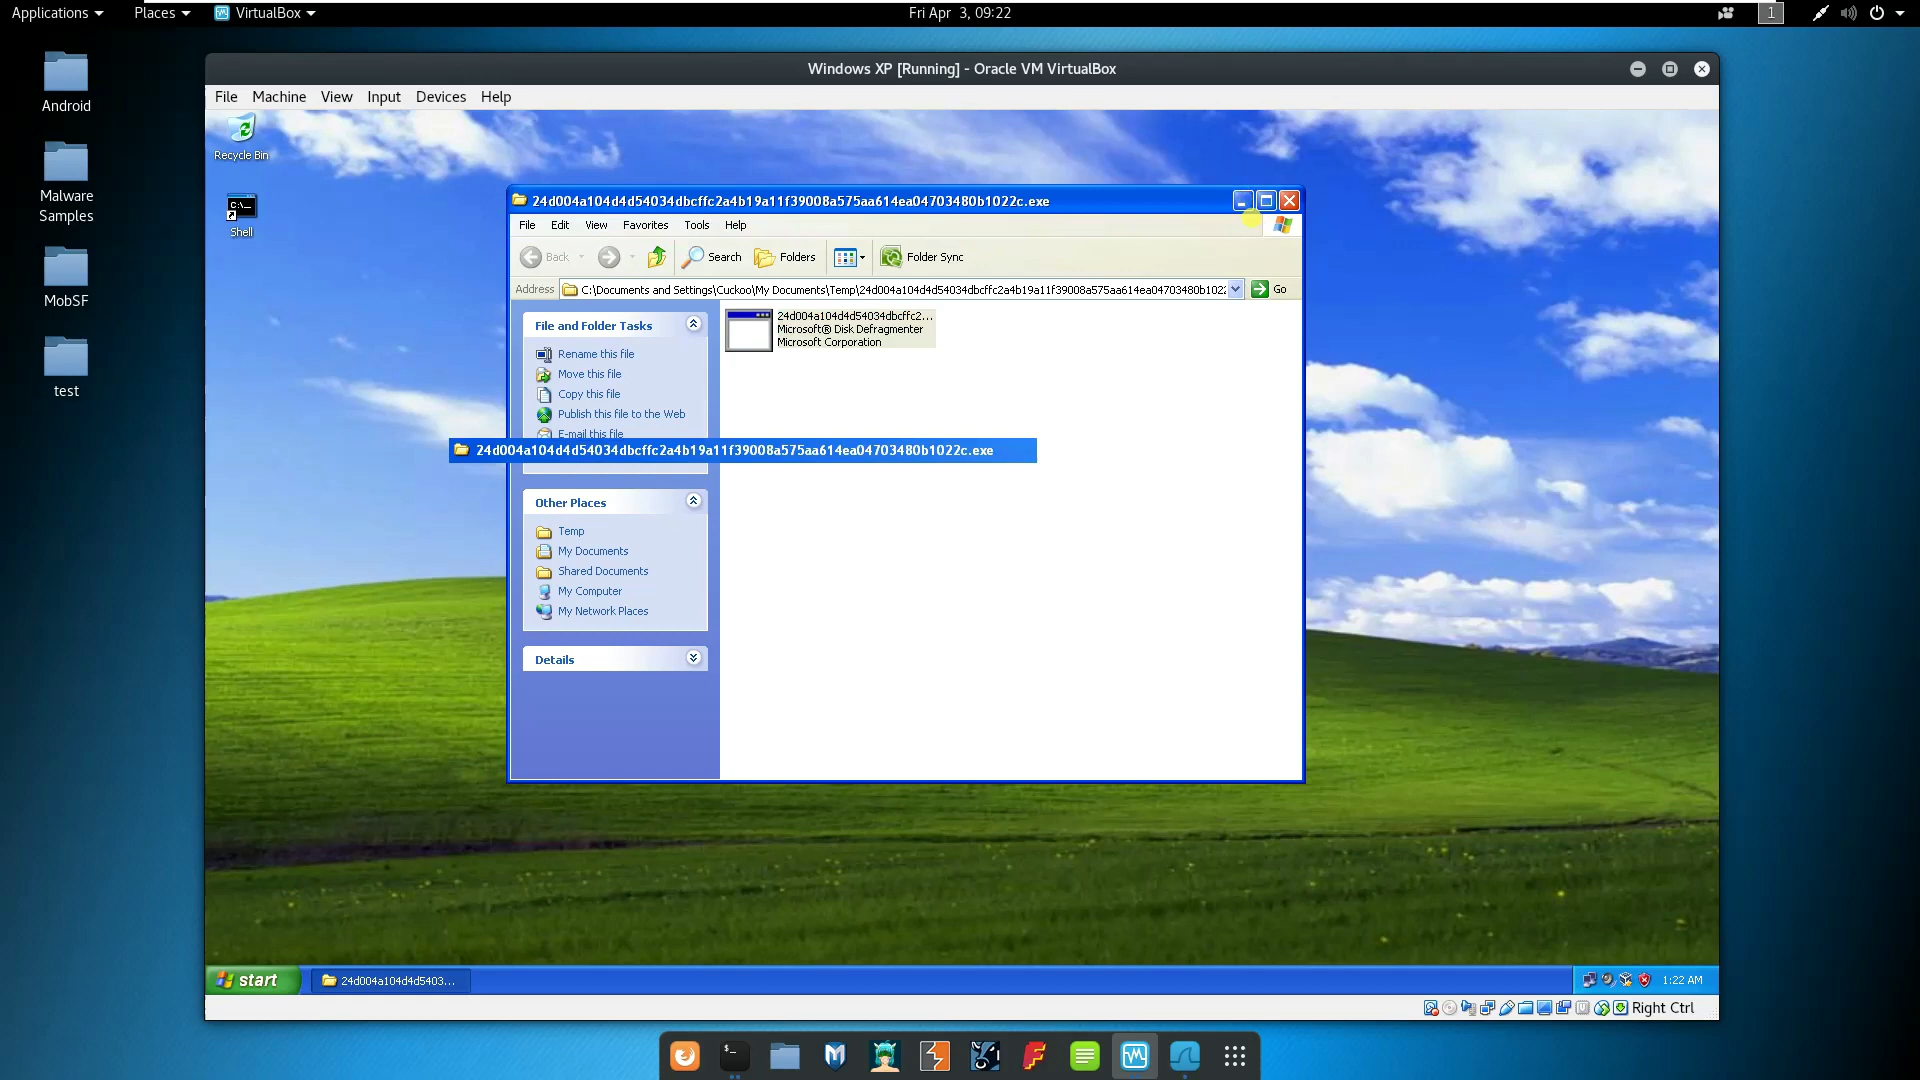 Applications
Places
VirtualBox
Fri Apr 3, 09:22
1
Android
Malware
Samples
MobSF
test
Windows XP [Running] - Oracle VM VirtualBox
File Machine View Input Devices Help
Recycle Bin
C:\_
Shell
24d004a104d4d54034dbcffc2a4b19a11f39008a575aa614ea04703480b1022c.exe
File Edit View Favorites Tools Help
Back Search Folders Folder Sync
Address C:\Documents and Settings\Cuckoo\My Documents\Temp\24d004a104d4d54034dbcffc2a4b19a11f39008a575aa614ea04703480b1022 Go
File and Folder Tasks
Rename this file
Move this file
Copy this file
Publish this file to the Web
E-mail this file
24d004a104d4d54034dbcffc2...
Microsoft® Disk Defragmenter
Microsoft Corporation
24d004a104d4d54034dbcffc2a4b19a11f39008a575aa614ea04703480b1022c.exe
Other Places
Temp
My Documents
Shared Documents
My Computer
My Network Places
Details
start
24d004a104d4d5403...
1:22 AM
Right Ctrl